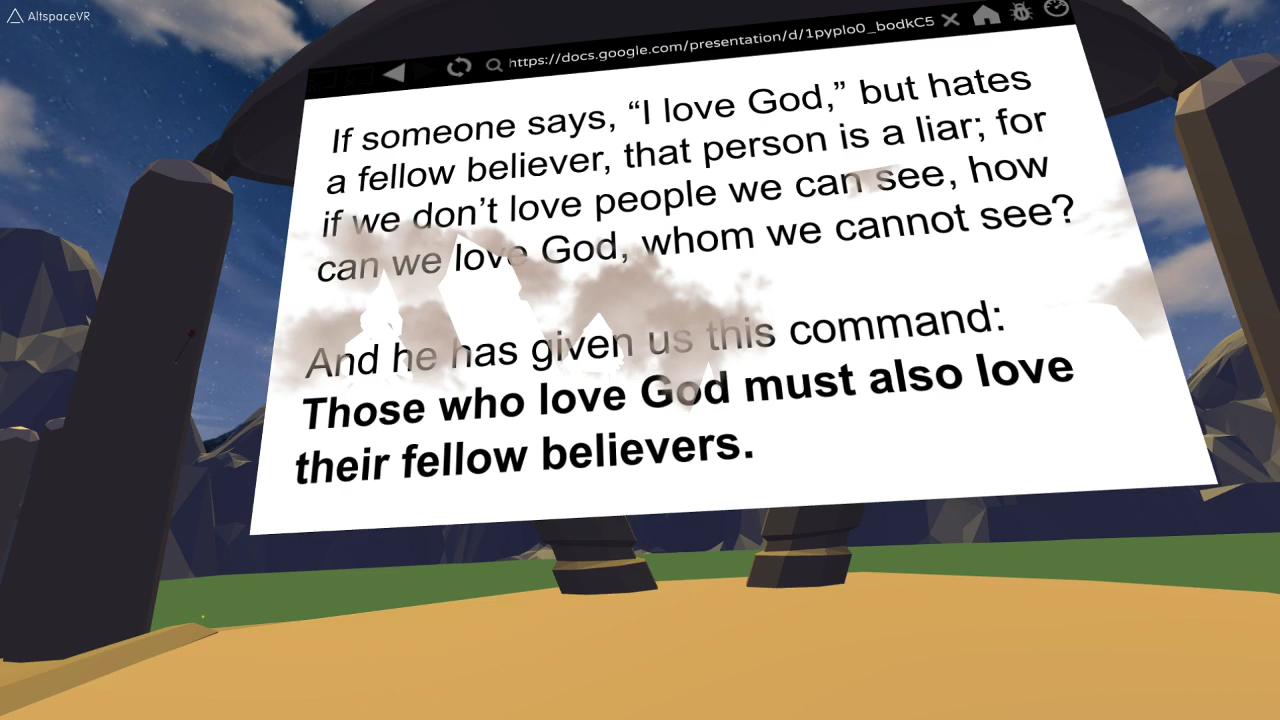 AltspaceVR
https://docs.google.com/presentation/d/1pyplo0_bodkC5
If someone says, “I love God,” but hates
a fellow believer, that person is a liar; for
if we don’t love people we can see, how
can we love God, whom we cannot see?
And he has given us this command:
Those who love God must also love
their fellow believers.